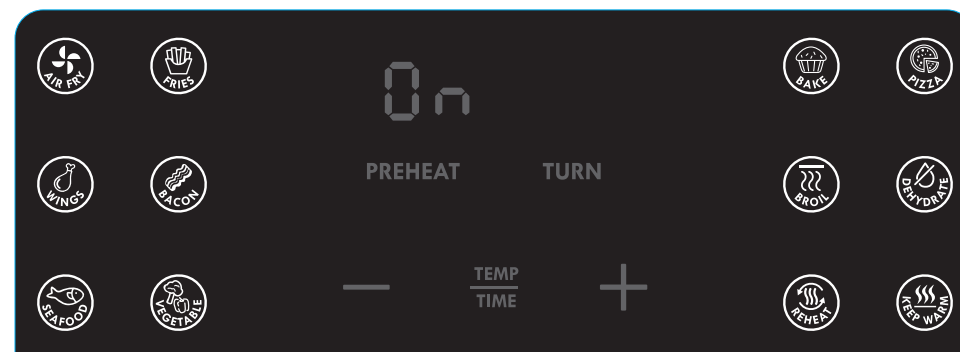 AIR FRY
FRIES
On
BAKE
PIZZA
PREHEAT
TURN
WINGS
BACON
BROIL
DEHYDRATE
TEMP
TIME
SEAFOOD
VEGETABLE
REHEAT
KEEP WARM